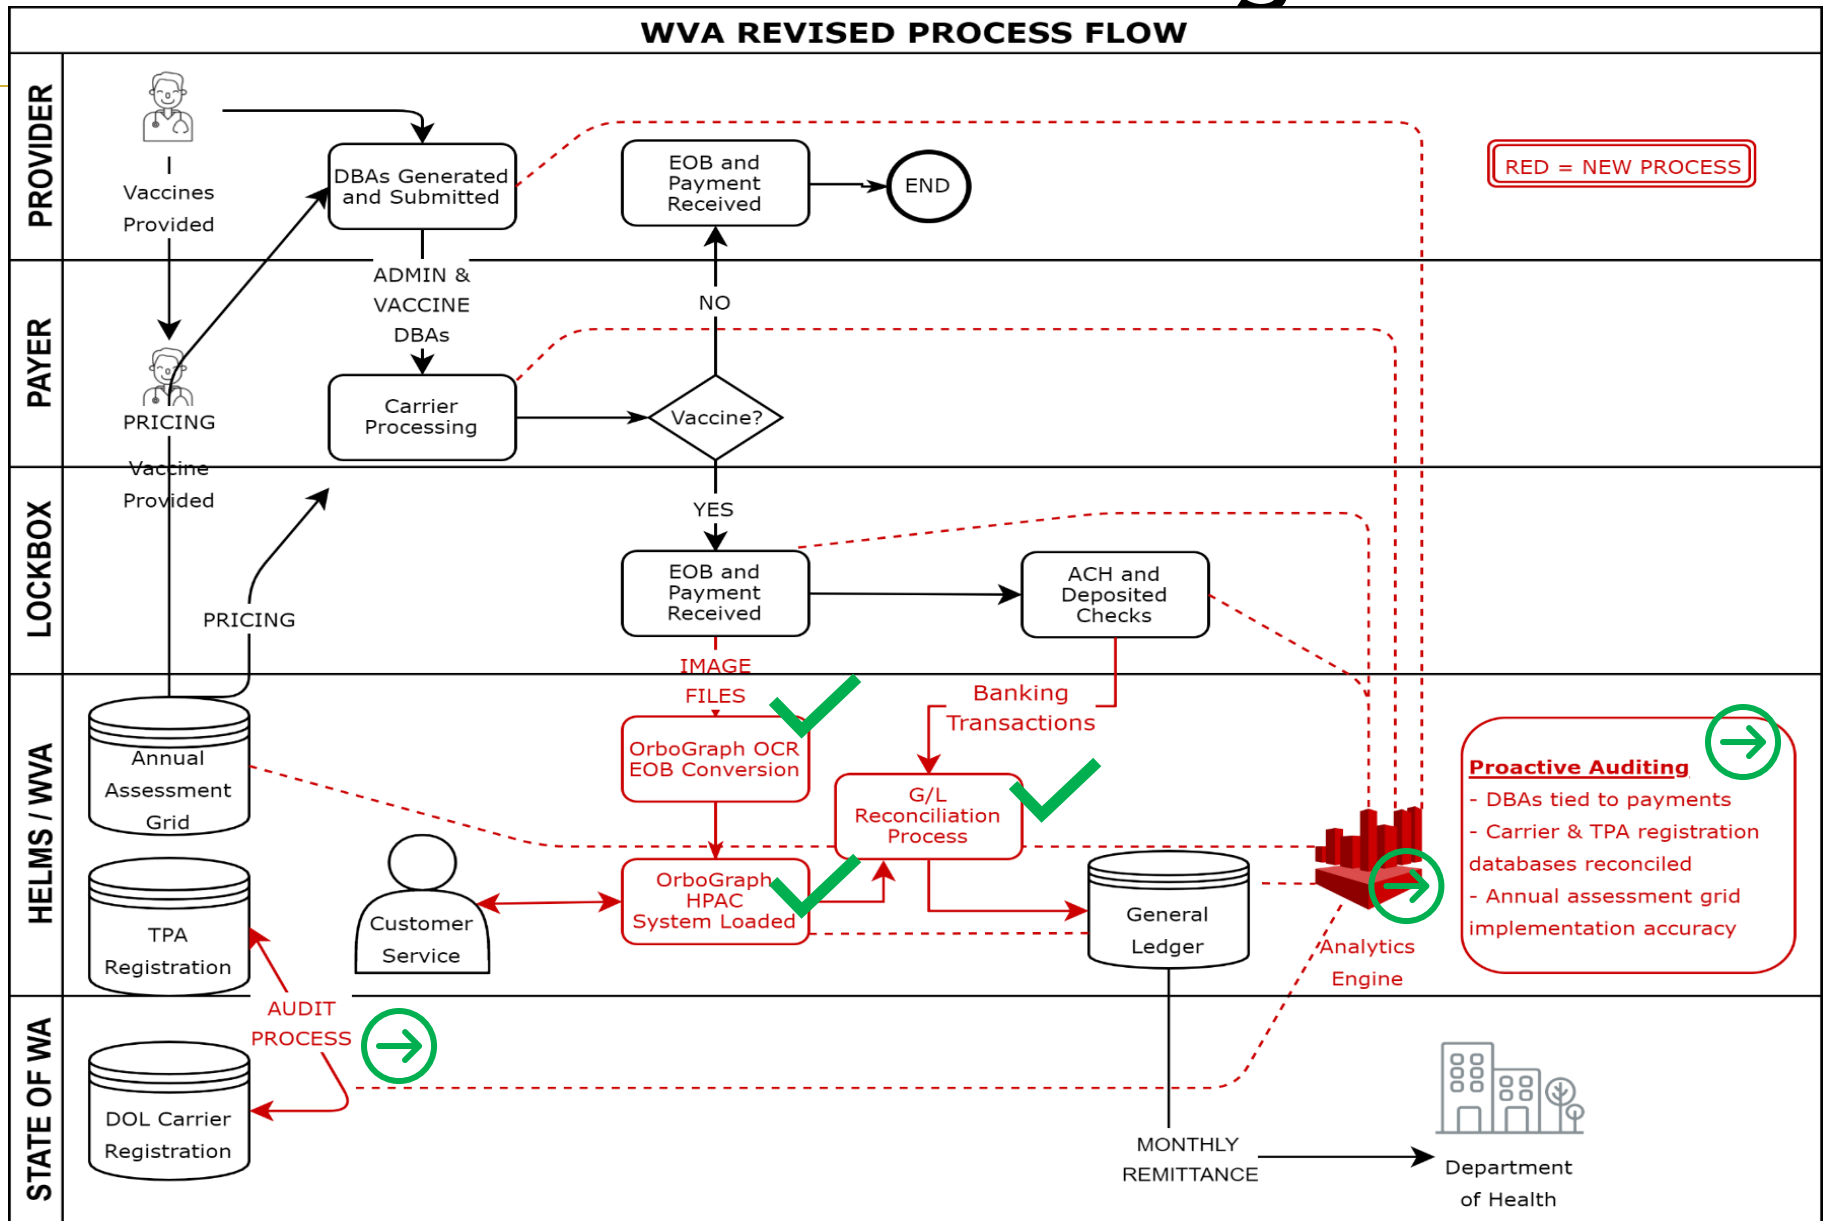 WVA REVISED PROCESS FLOW
PROVIDER
Vaccines
Provided
DBAs Generated
and Submitted
EOB and
Payment
Received
END
RED = NEW PROCESS
PAYER
ADMIN &
VACCINE
DBAs
NO
PRICING
Vaccine
Provided
Carrier
Processing
Vaccine?
LOCKBOX
YES
PRICING
EOB and
Payment
Received
ACH and
Deposited
Checks
IMAGE
FILES
HELMS / WVA
Annual
Assessment
Grid
TPA
Registration
Customer
Service
OrboGraph OCR
EOB Conversion
OrboGraph
HPAC
System Loaded
Banking
Transactions
G/L
Reconciliation
Process
General
Ledger
Analytics
Engine
Proactive Auditing
- DBAs tied to payments
- Carrier & TPA registration
databases reconciled
- Annual assessment grid
implementation accuracy
STATE OF WA
AUDIT
PROCESS
DOL Carrier
Registration
MONTHLY
REMITTANCE
Department
of Health